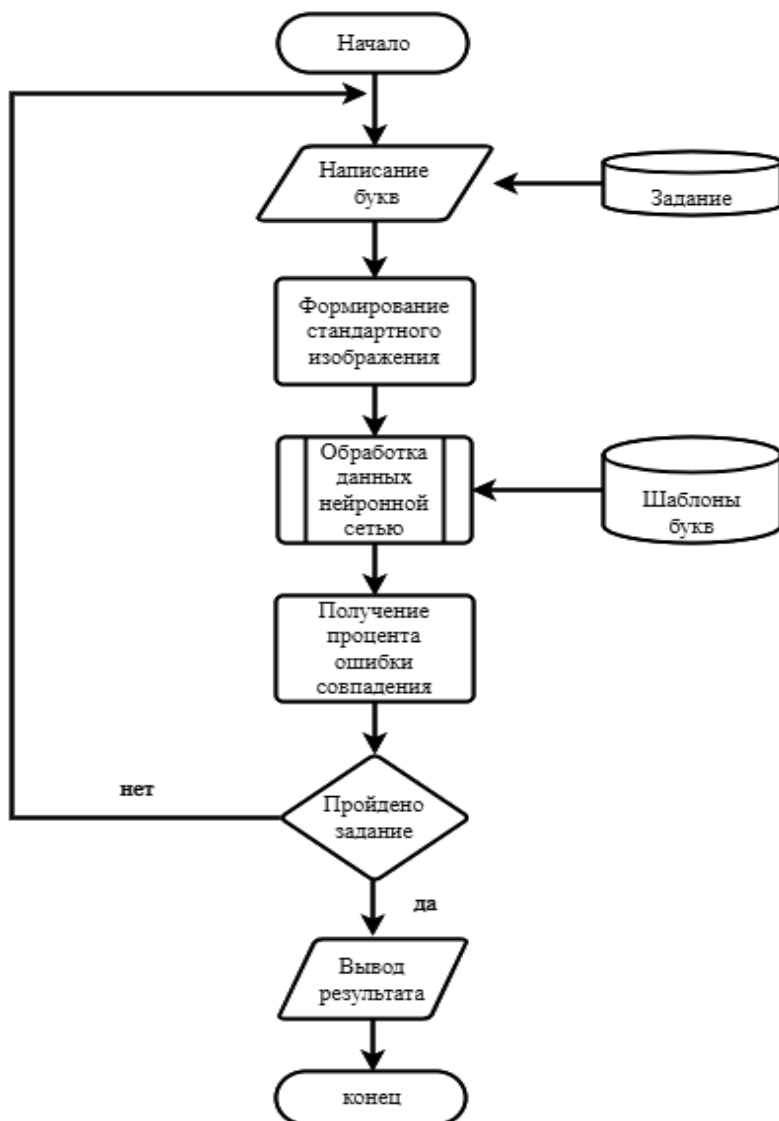 Начало
Написание
букв
Задание
Формирование
стандартного
изображения
Обработка
данных
нейронной
сетью
Шаблоны
букв
Получение
процента
ошибки
совпадения
нет
Пройдено
задание
да
Вывод
результата
конец